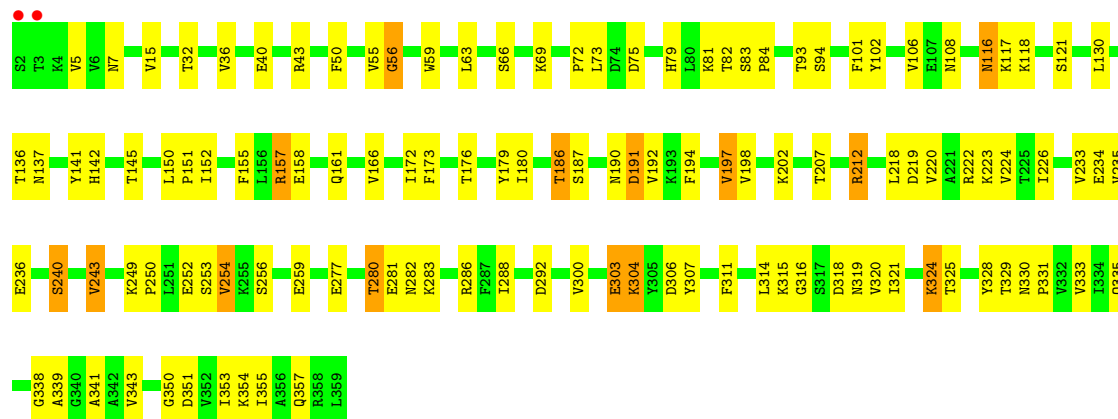 S2 T3 K4 V5 V6 N7 V15 T32 V36 E40 R43 F50 V55 G56 W59 L63 S66 K69 P72 L73 D74 D75 H79 L80 K81 T82 S83 P84 T93 S94 F101 Y102 V106 E107 N108 N116 K117 K118 S121 L130
T136 N137 Y141 H142 T145 L150 P151 I152 F155 L156 R157 E158 Q161 V166 I172 F173 T176 Y179 I180 T186 S187 N190 D191 V192 K193 F194 V197 V198 K202 T207 R212 L218 D219 V220 A221 R222 K223 V224 T225 I226 V233 E234 V235
E236 S240 V243 K249 P250 L251 E252 S253 V254 K255 S256 E259 E277 T280 E281 N282 K283 R286 F287 I288 D292 V300 E303 K304 Y305 D306 Y307 F311 L314 K315 G316 S317 D318 N319 V320 I321 K324 T325 Y328 T329 N330 P331 V332 V333 I334 Q335
G338 A339 G340 A341 A342 V343 G350 D351 V352 I353 K354 I355 A356 Q357 R358 L359